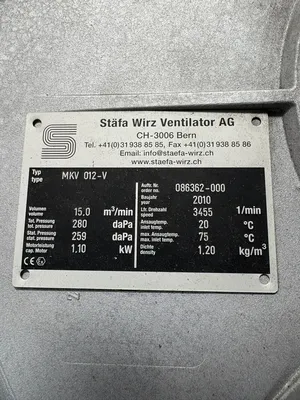 Stäfa Wirz Ventilator AG
CH-3006 Bern
Tel. +41(0)31 938 85 85, Fax +41(0)31 938 85 86
Email: info@staefa-wirz.ch
www.staefa-wirz.ch
Typ
type
MKV 012-V
Auftr. Nr.
order nr.
086362-000
Baujahr
year
2010
Volumen
volume
15,0
m³/min
Lfr. Drehzahl
speed
3455
1/min
Tot. Pressung
tot. pressure
280
daPa
Ansaugtemp.
inlet temp.
20
°C
Stat. Pressung
stat. pressure
259
daPa
max. Ansaugtemp.
max. inlet temp.
75
°C
Motorleistung
cap. Motor
1,10
kW
Dichte
density
1,20
kg/m³
CE